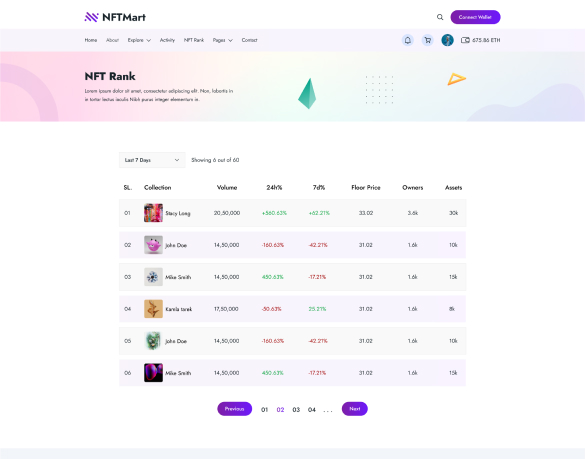 NFTMart
Connect Wallet
Home About Explore Activity NFT Rank Pages Contact 675.86 ETH
NFT Rank
Lorem ipsum dolor sit amet, consectetur adipiscing elit. Non, lobortis in
in tortor lectus iaculis Nibh purus integer elementum in.
Last 7 Days Showing 6 out of 60
SL. Collection Volume 24h% 7d% Floor Price Owners Assets
01 Stacy Long 20,50,000 +560.63% +62.21% 33.02 3.6k 30k
02 John Doe 14,50,000 -160.63% -42.21% 31.02 1.6k 10k
03 Mike Smith 14,50,000 450.63% -17.21% 31.02 1.6k 15k
04 Kamla tarek 17,50,000 -50.63% 25.21% 31.02 1.6k 8k
05 John Doe 14,50,000 -160.63% -42.21% 31.02 1.6k 10k
06 Mike Smith 14,50,000 450.63% -17.21% 31.02 1.6k 15k
Previous 01 02 03 04 ... Next